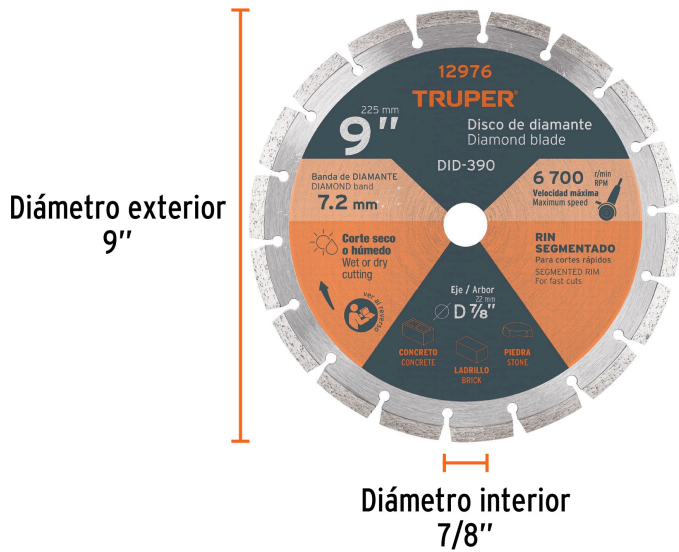 12976
TRUPER®
225 mm
9"
Disco de diamante
Diamond blade
DID-390
Banda de DIAMANTE
DIAMOND band
7.2 mm
6 700 r/min
RPM
Velocidad máxima
Maximum speed
Corte seco
o húmedo
Wet or dry
cutting
RIN
SEGMENTADO
Para cortes rápidos
SEGMENTED RIM
For fast cuts
ver al reverso
Eje / Arbor
22 mm
D 7/8"
CONCRETO
CONCRETE
LADRILLO
BRICK
PIEDRA
STONE
Diámetro exterior
9"
Diámetro interior
7/8"